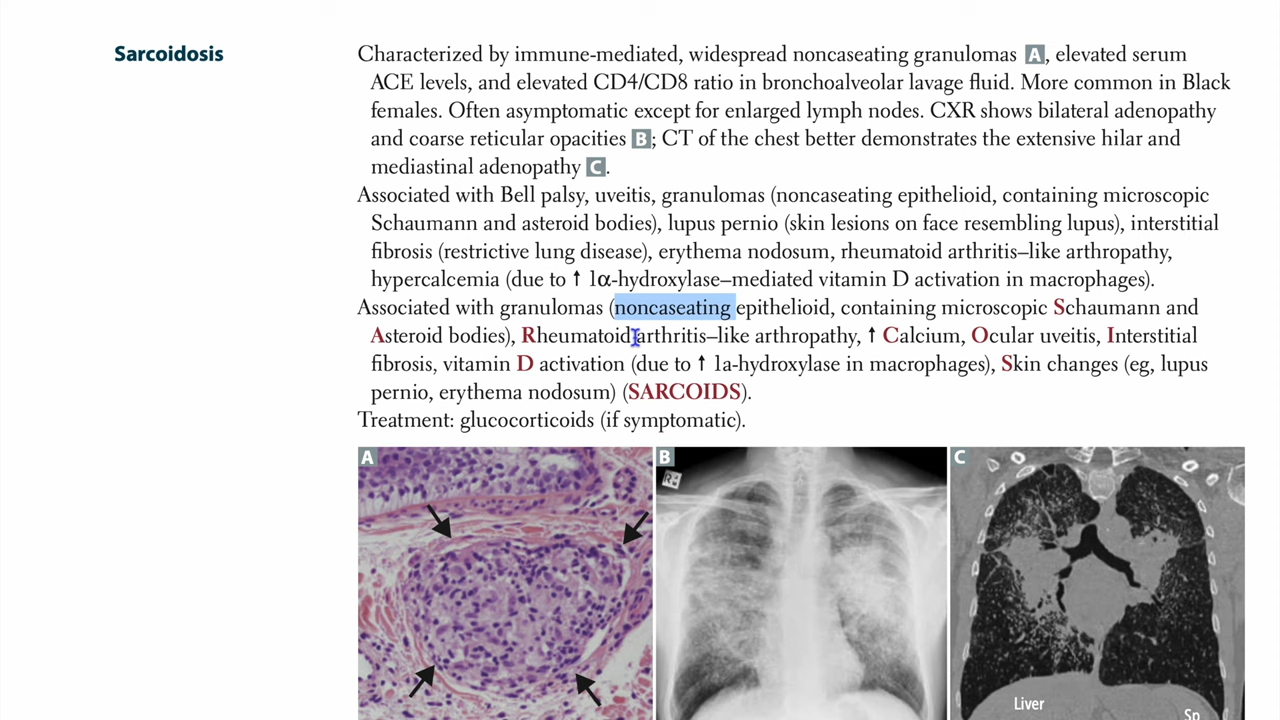 Sarcoidosis
Characterized by immune-mediated, widespread noncaseating granulomas A, elevated serum
ACE levels, and elevated CD4/CD8 ratio in bronchoalveolar lavage fluid. More common in Black
females. Often asymptomatic except for enlarged lymph nodes. CXR shows bilateral adenopathy
and coarse reticular opacities B; CT of the chest better demonstrates the extensive hilar and
mediastinal adenopathy C.
Associated with Bell palsy, uveitis, granulomas (noncaseating epithelioid, containing microscopic
Schaumann and asteroid bodies), lupus pernio (skin lesions on face resembling lupus), interstitial
fibrosis (restrictive lung disease), erythema nodosum, rheumatoid arthritis–like arthropathy,
hypercalcemia (due to ↑ 1α-hydroxylase–mediated vitamin D activation in macrophages).
Associated with granulomas (noncaseating epithelioid, containing microscopic Schaumann and
Asteroid bodies), Rheumatoid arthritis–like arthropathy, ↑ Calcium, Ocular uveitis, Interstitial
fibrosis, vitamin D activation (due to ↑ 1a-hydroxylase in macrophages), Skin changes (eg, lupus
pernio, erythema nodosum) (SARCOIDS).
Treatment: glucocorticoids (if symptomatic).
A
B
C
Liver
Sp